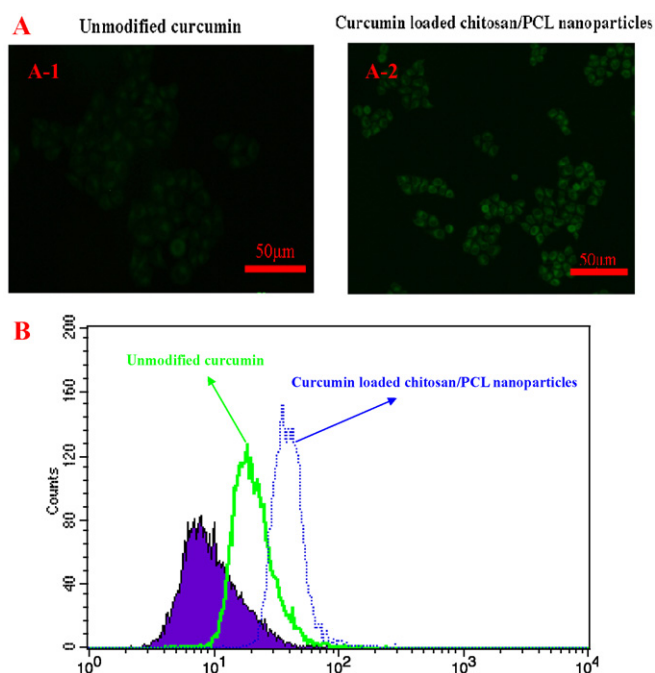 A
Unmodified curcumin
Curcumin loaded chitosan/PCL nanoparticles
A-1
A-2
50μm
50μm
B
200
160
120
80
40
0
Counts
Unmodified curcumin
Curcumin loaded chitosan/PCL nanoparticles
10⁰ 10¹ 10² 10³ 10⁴